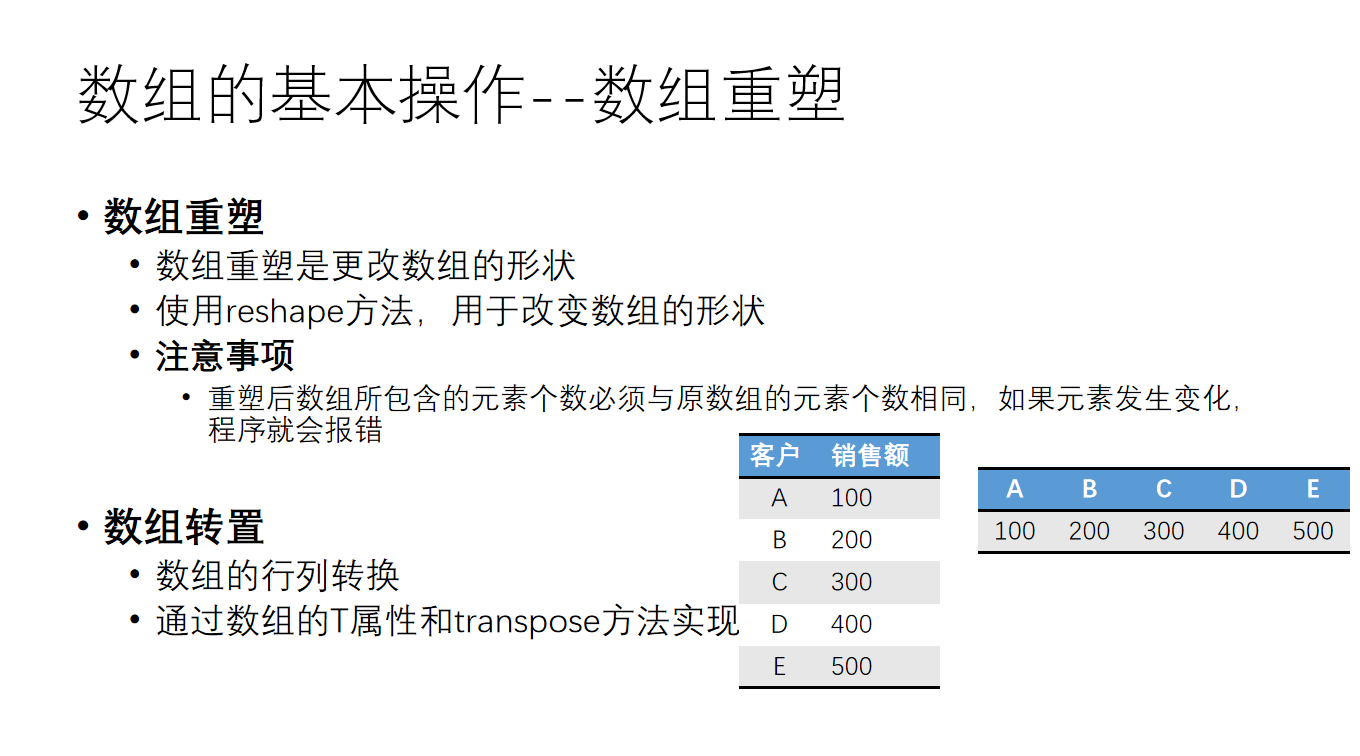 数组的基本操作--数组重塑
• 数组重塑
• 数组重塑是更改数组的形状
• 使用reshape方法，用于改变数组的形状
• 注意事项
• 重塑后数组所包含的元素个数必须与原数组的元素个数相同，如果元素发生变化，
程序就会报错
• 数组转置
• 数组的行列转换
• 通过数组的T属性和transpose方法实现
客户 销售额
A 100
B 200
C 300
D 400
E 500
A B C D E
100 200 300 400 500